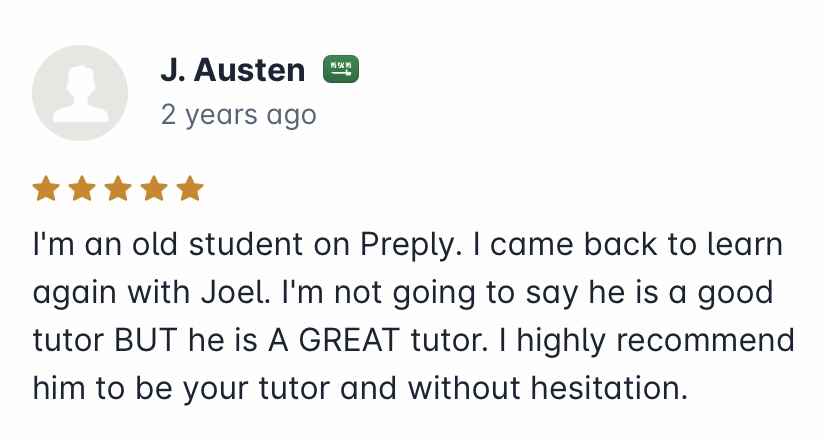 J. Austen
2 years ago
I'm an old student on Preply. I came back to learn
again with Joel. I'm not going to say he is a good
tutor BUT he is A GREAT tutor. I highly recommend
him to be your tutor and without hesitation.